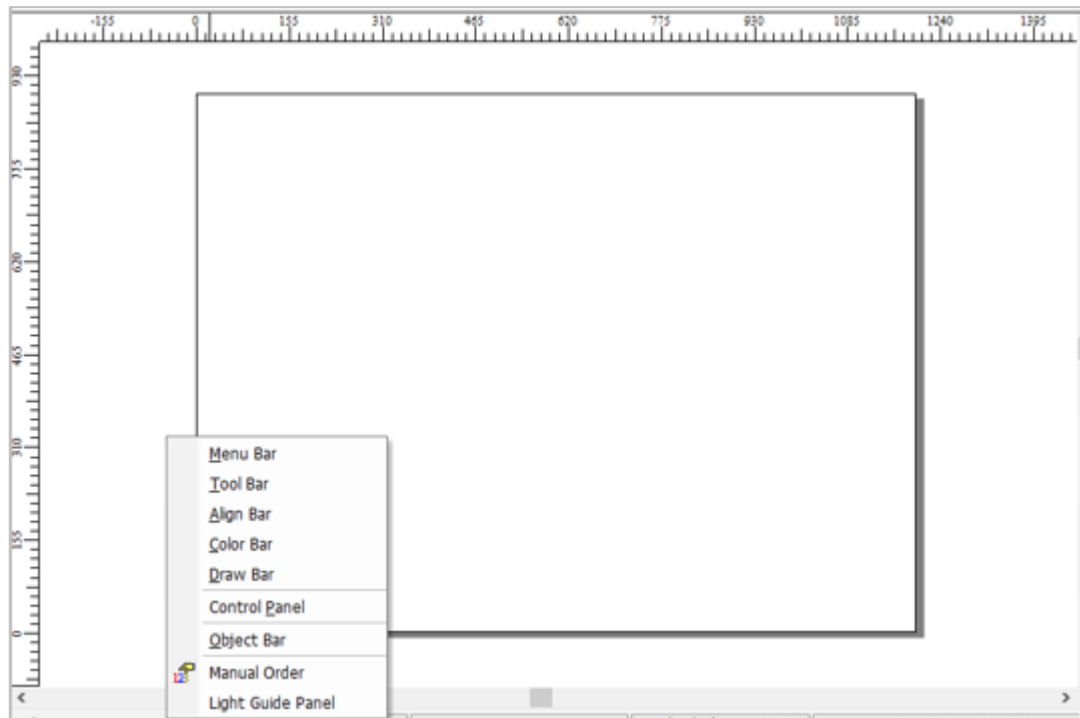 -155 0 155 310 465 620 775 930 1085 1240 1395
930
775
620
465
310
155
0
Menu Bar
Tool Bar
Align Bar
Color Bar
Draw Bar
Control Panel
Object Bar
123
Manual Order
Light Guide Panel